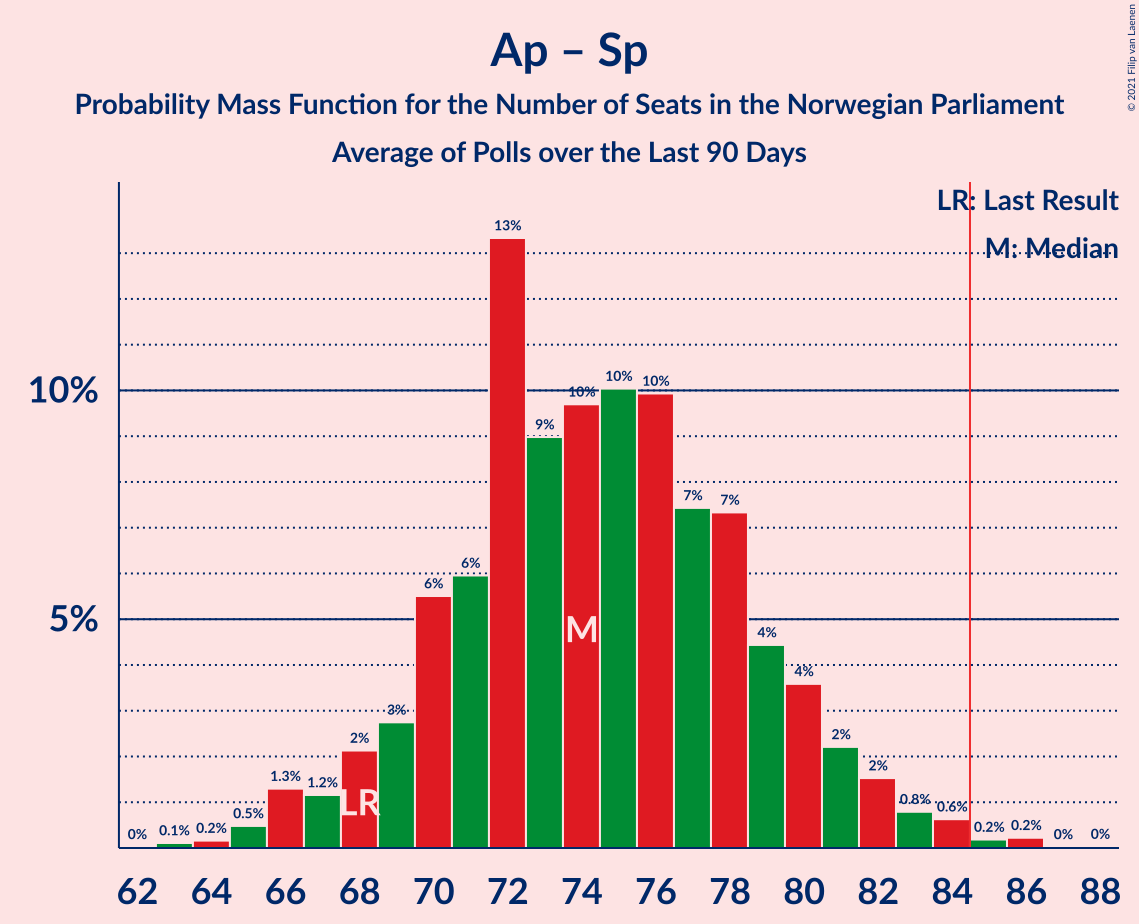 Ap – Sp
Probability Mass Function for the Number of Seats in the Norwegian Parliament
Average of Polls over the Last 90 Days
© 2021 Filip van Laenen
LR: Last Result
M: Median
10%
5%
0% 0.1% 0.2% 0.5% 1.3% 1.2% 2% 3% 6% 6% 13% 9% 10% 10% 10% 7% 7% 4% 4% 2% 2% 0.8% 0.6% 0.2% 0.2% 0% 0%
M
LR
62 64 66 68 70 72 74 76 78 80 82 84 86 88